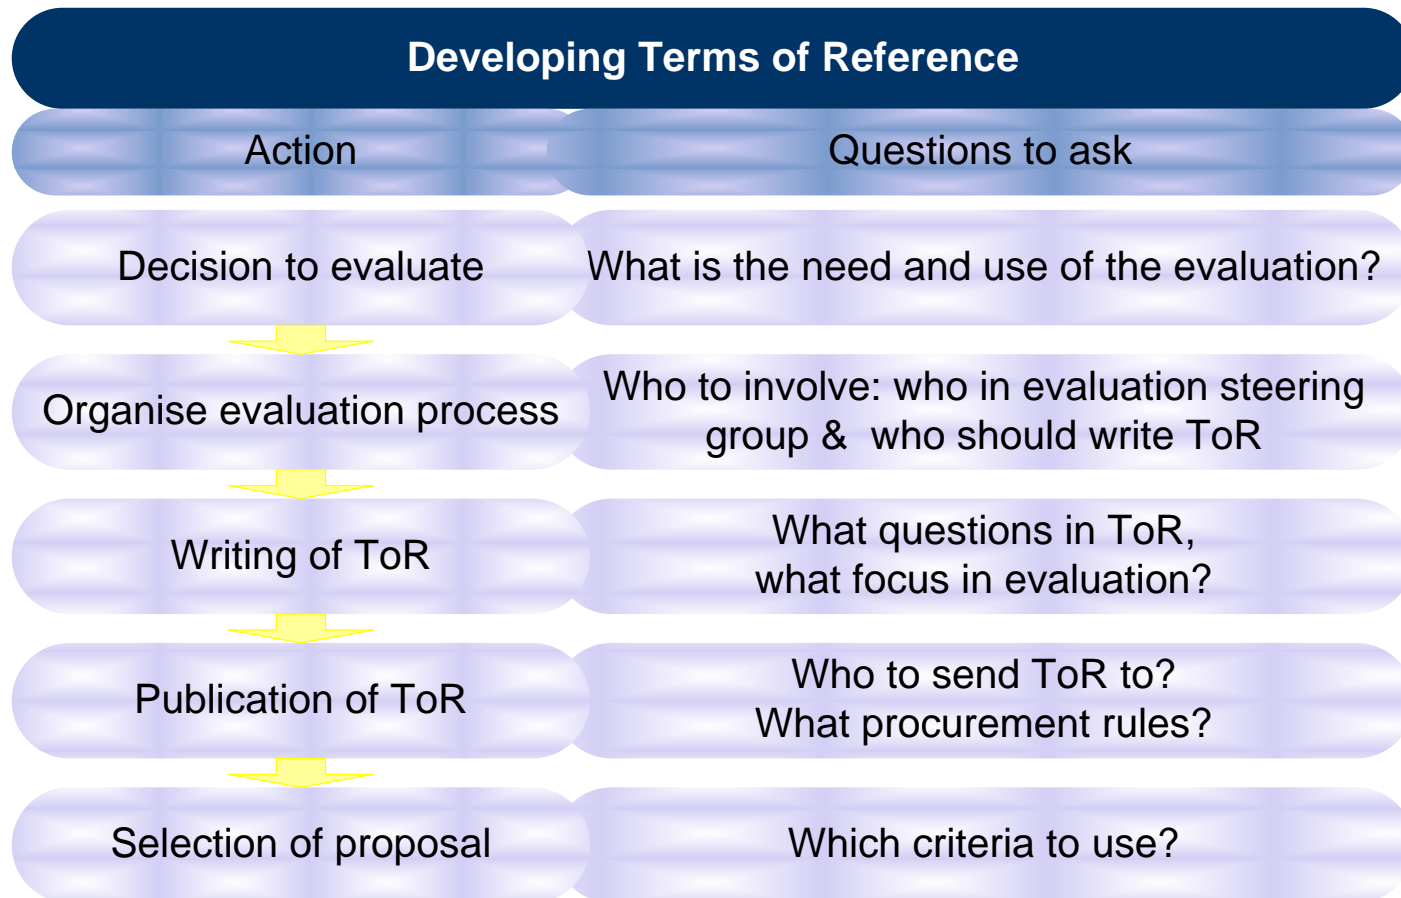 Developing Terms of Reference
Action
Questions to ask
Decision to evaluate
What is the need and use of the evaluation?
Organise evaluation process
Who to involve: who in evaluation steering
group &  who should write ToR
Writing of ToR
What questions in ToR,
what focus in evaluation?
Publication of ToR
Who to send ToR to?
What procurement rules?
Selection of proposal
Which criteria to use?